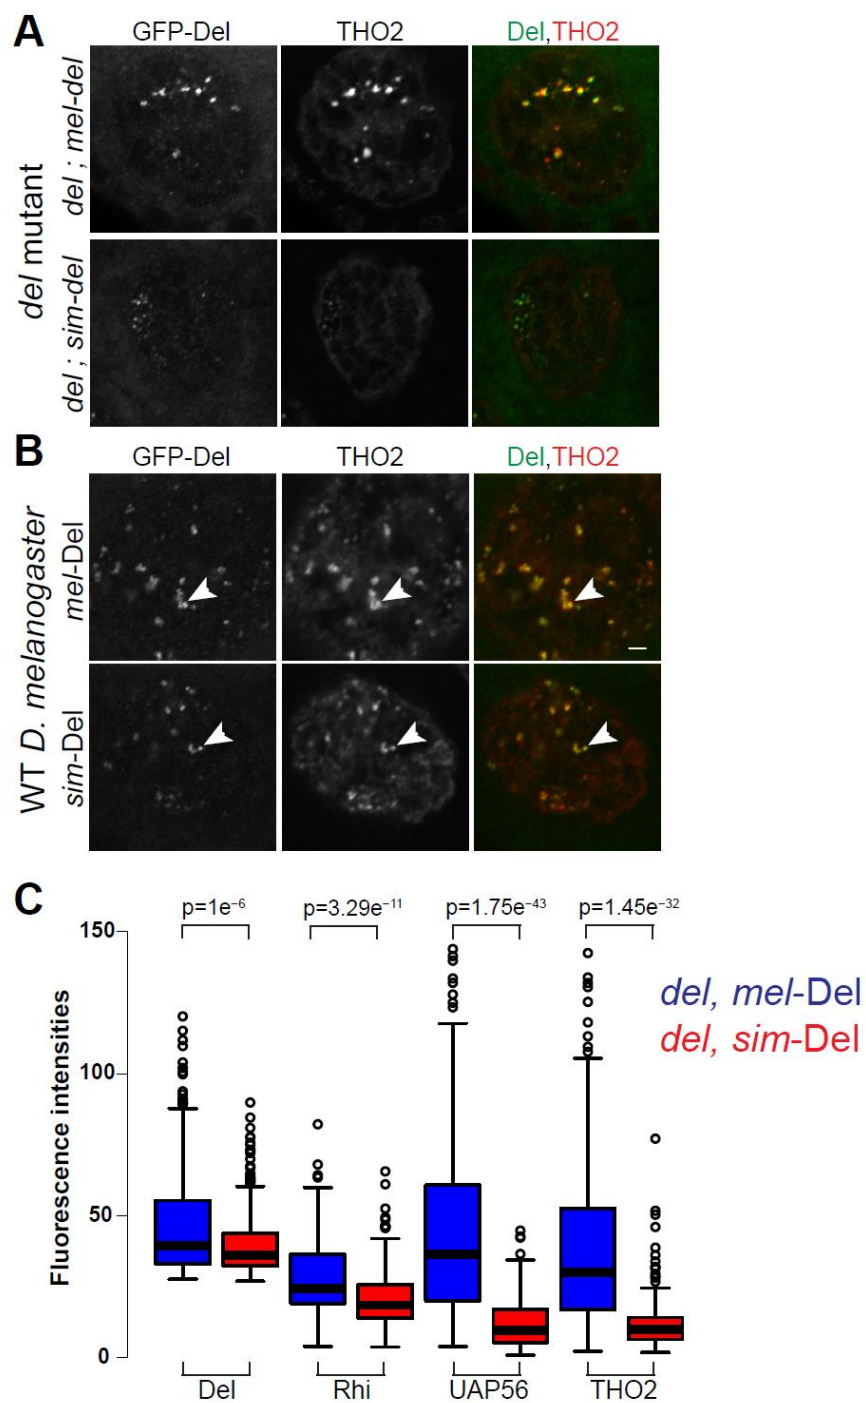 A
GFP-Del THO2 Del,THO2
del mutant
del ; mel-del
del ; sim-del
B
GFP-Del THO2 Del,THO2
WT D. melanogaster
mel-Del
sim-Del
C
p=1e⁻⁶ p=3.29e⁻¹¹ p=1.75e⁻⁴³ p=1.45e⁻³²
Fluorescence intensities
150
100
50
0
del, mel-Del
del, sim-Del
Del Rhi UAP56 THO2